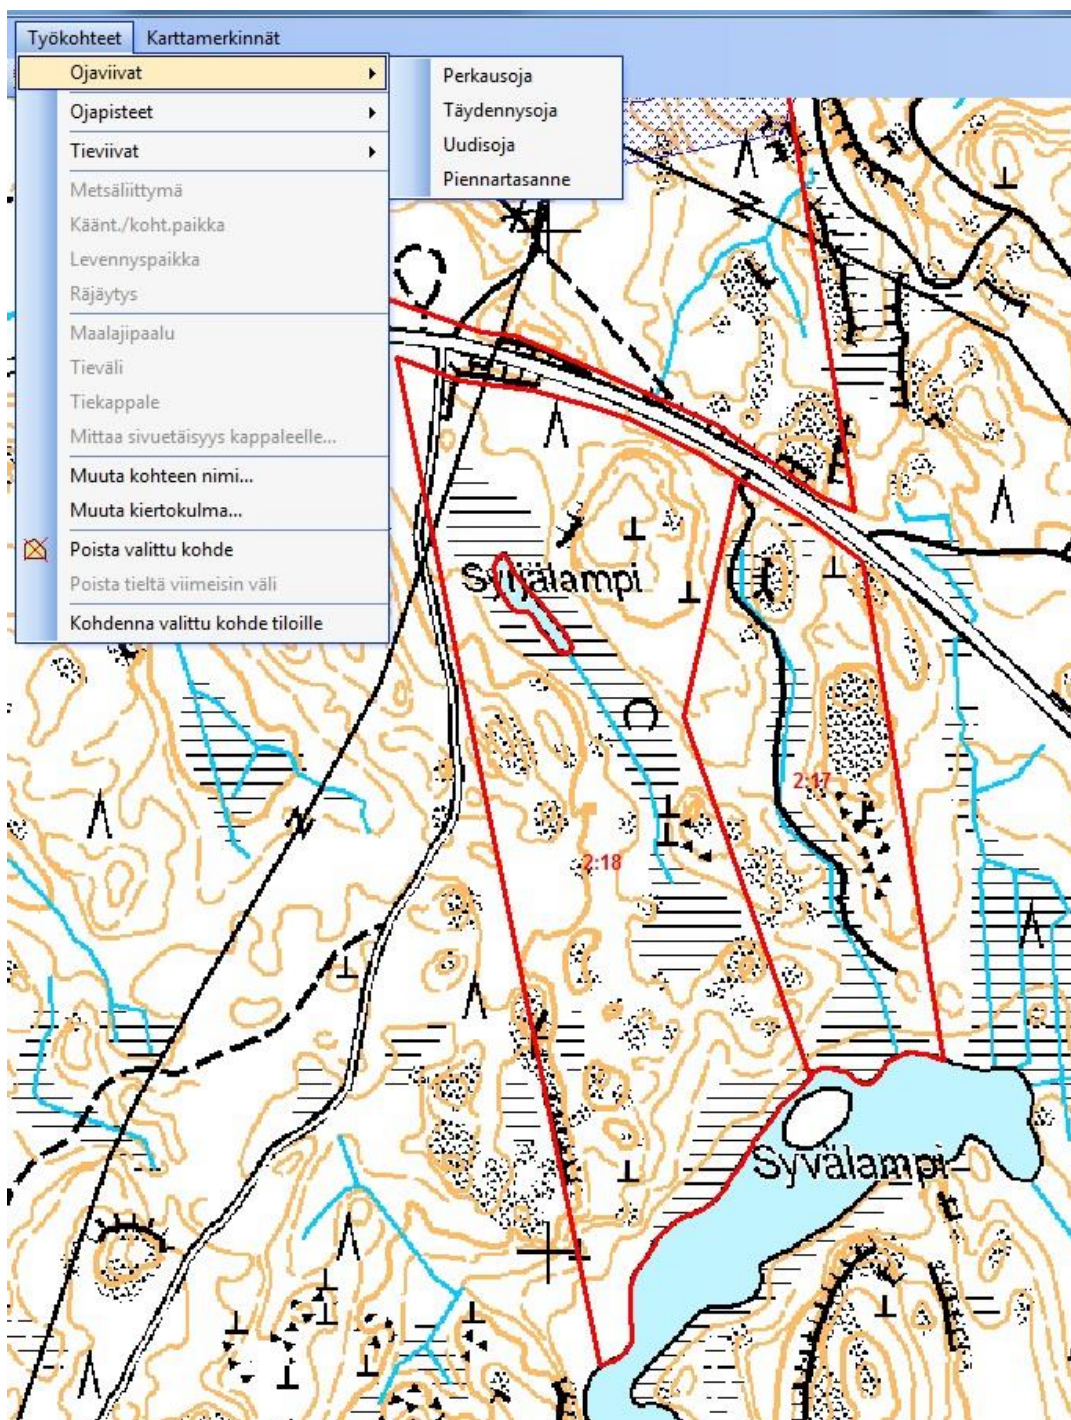 Työkohteet Karttamerkinnät
Ojaviivat
Ojapisteet
Tieviivat
Metsäliittymä
Käänt./koht.paikka
Levennyspaikka
Räjäytys
Maalajipaalu
Tieväli
Tiekappale
Mittaa sivuetäisyys kappaleelle...
Muuta kohteen nimi...
Muuta kiertokulma...
Poista valittu kohde
Poista tieltä viimeisin väli
Kohdenna valittu kohde tiloille
Perkausoja
Täydennysoja
Uudisoja
Piennartasanne
Syvälampi
2:17
2:18
Syvälampi